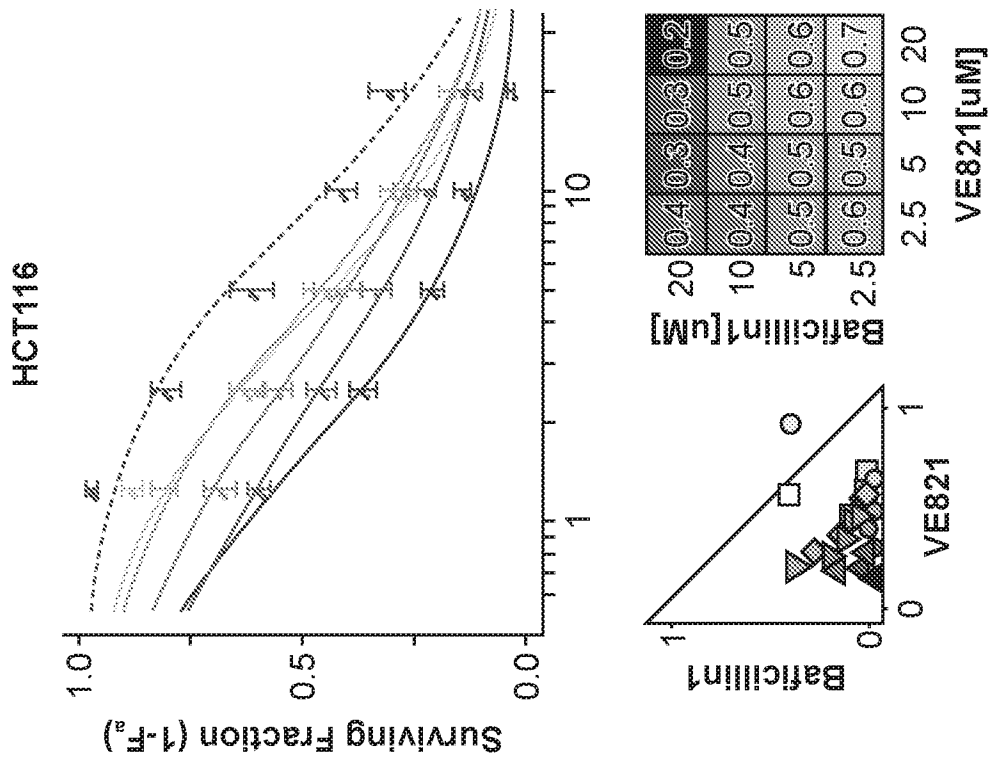 HCT116
Surviving Fraction (1-Fa)
1.0
0.5
0.0
1
10
Baficillin1
1
0
0
1
VE821
Baficillin1[uM]
20
0.4 0.3 0.3 0.2
10
0.4 0.4 0.5 0.5
5
0.5 0.5 0.6 0.6
2.5
0.6 0.5 0.6 0.7
2.5 5 10 20
VE821[uM]